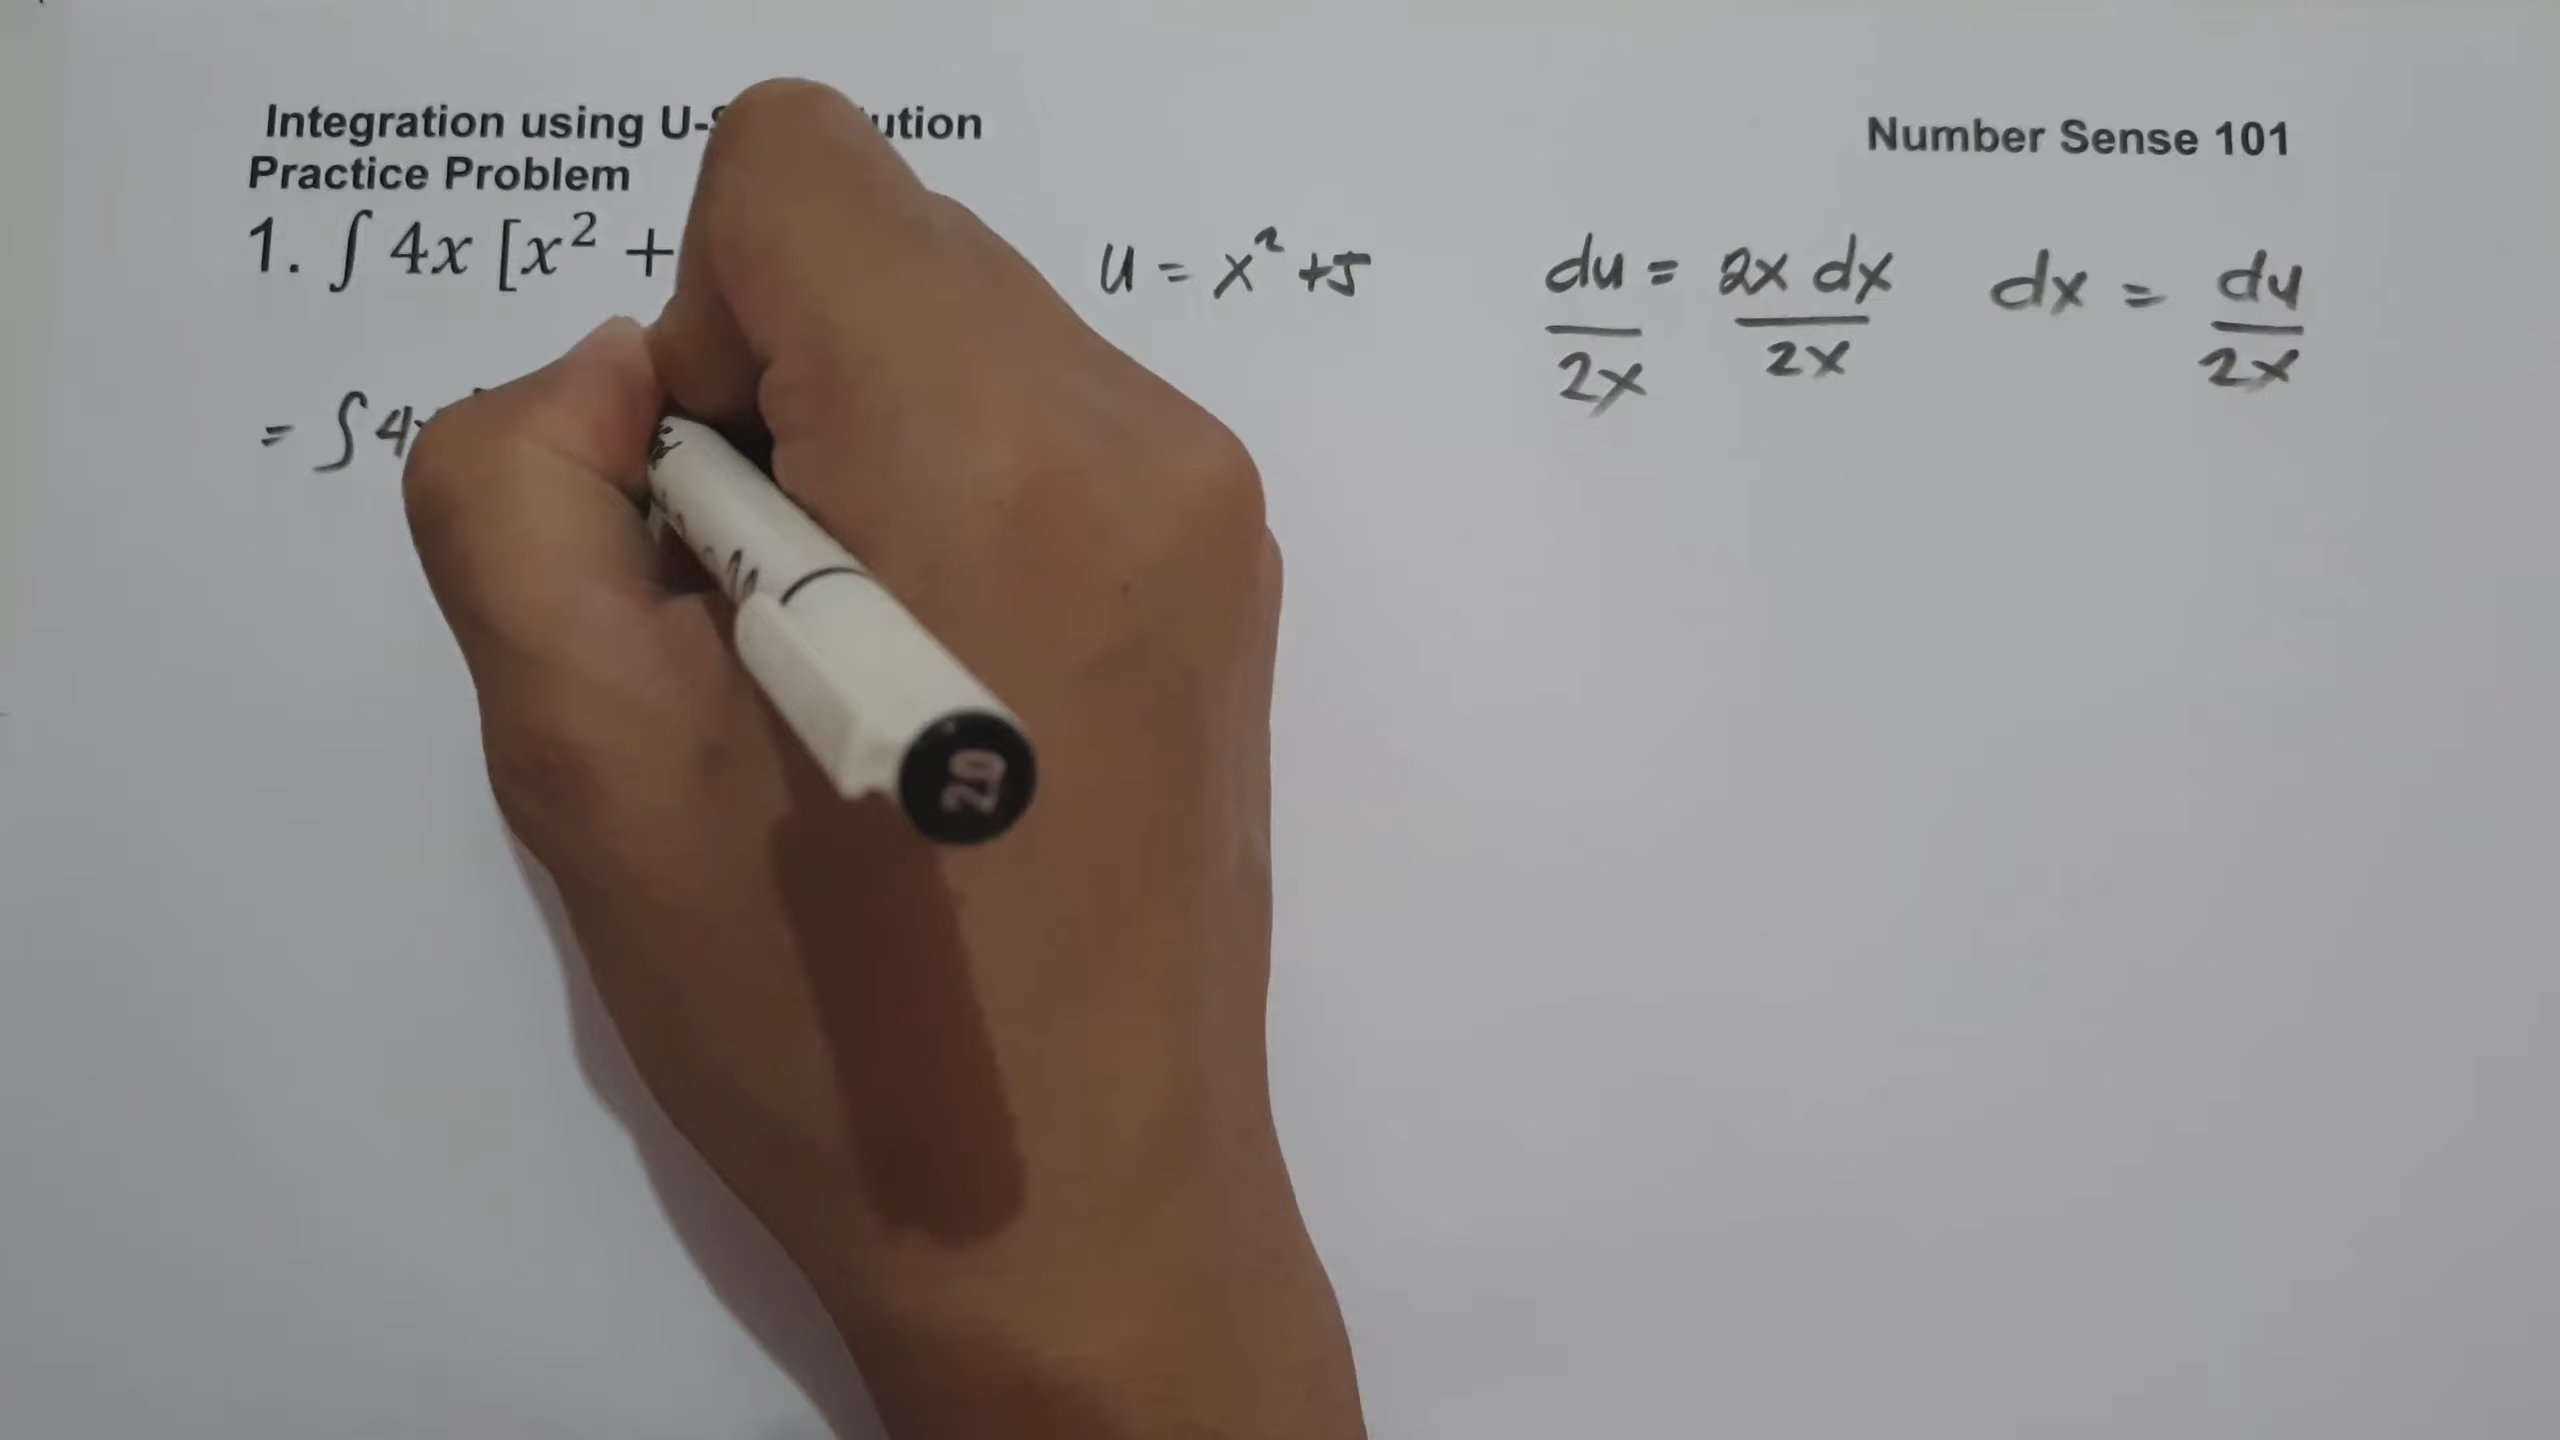 Integration using U- ution
Number Sense 101
Practice Problem
1. ∫ 4x [x² +
u = x² +5
du = 2x dx
2x 2x
dx = du
2x
= ∫4
20